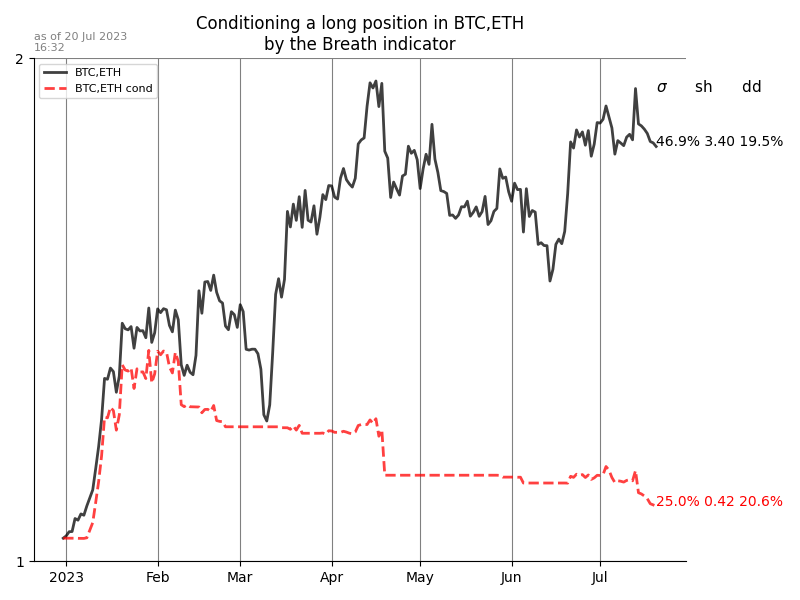 Conditioning a long position in BTC,ETH
by the Breath indicator
as of 20 Jul 2023
16:32
2
BTC,ETH
BTC,ETH cond
σ sh dd
46.9% 3.40 19.5%
25.0% 0.42 20.6%
1
2023 Feb Mar Apr May Jun Jul